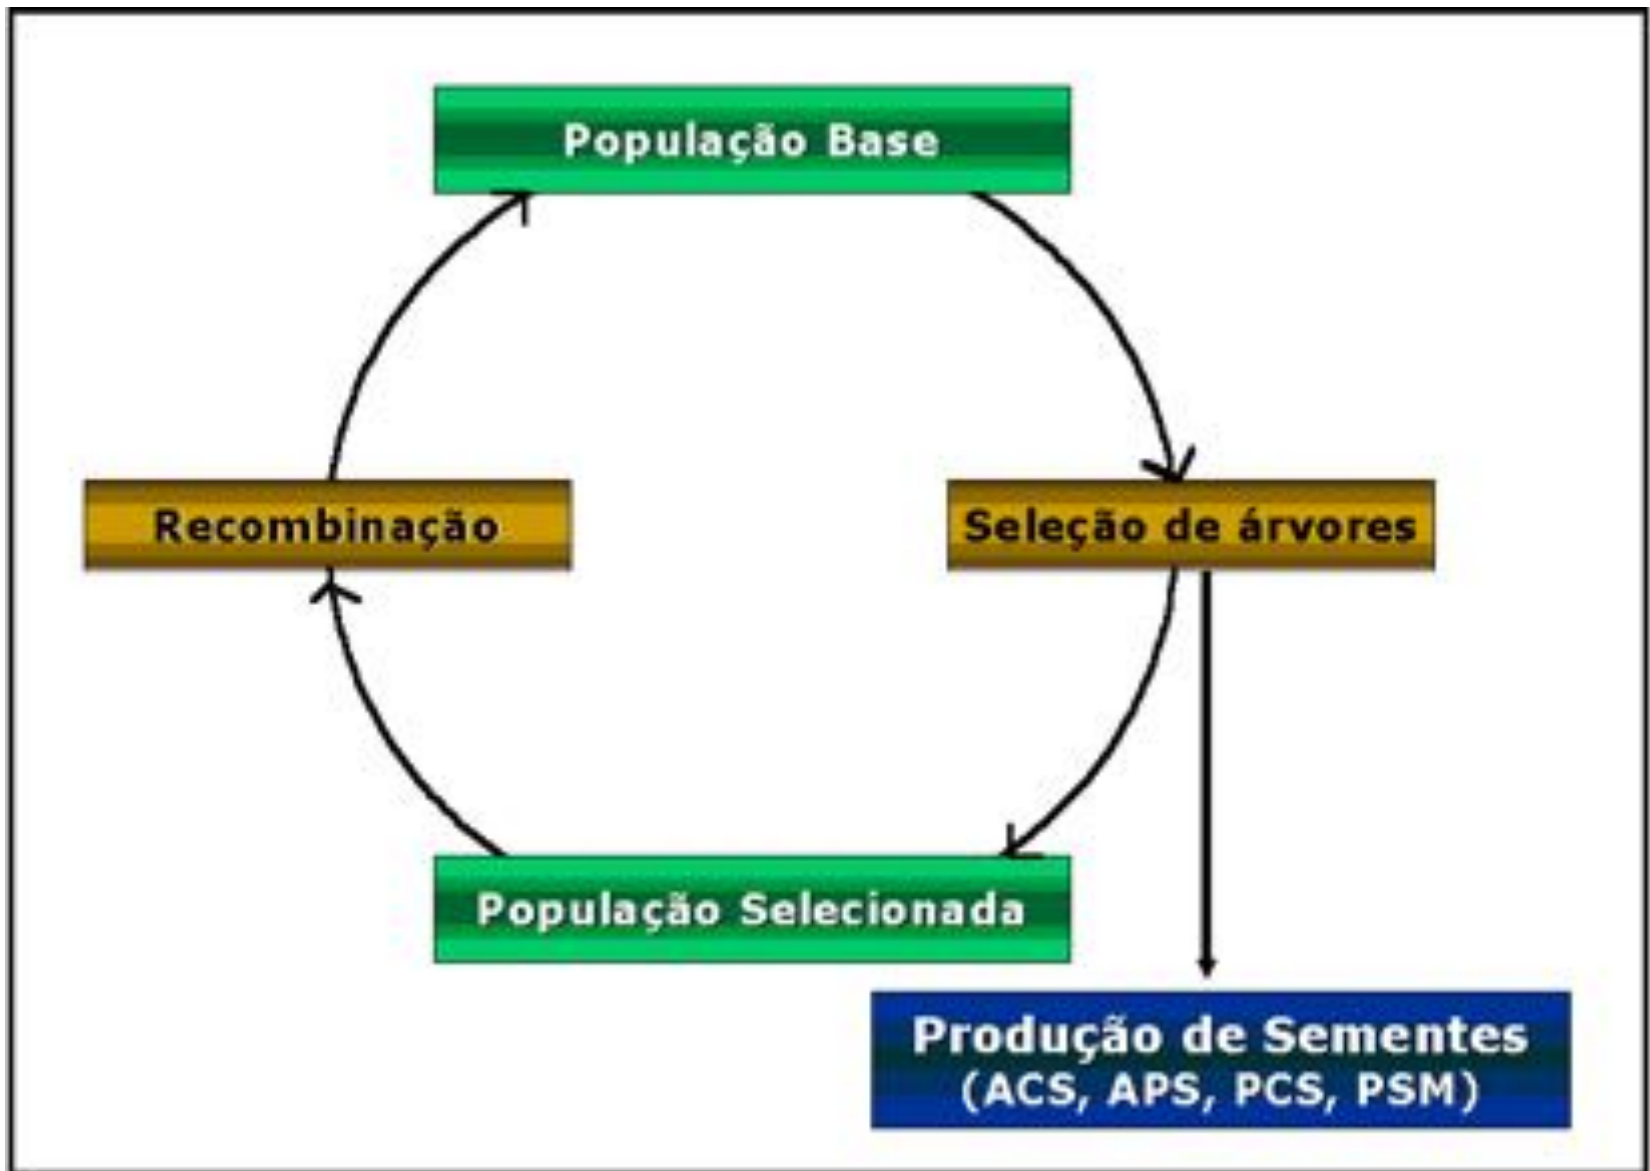 População Base
Recombinação
Seleção de árvores
População Selecionada
Produção de Sementes
(ACS, APS, PCS, PSM)